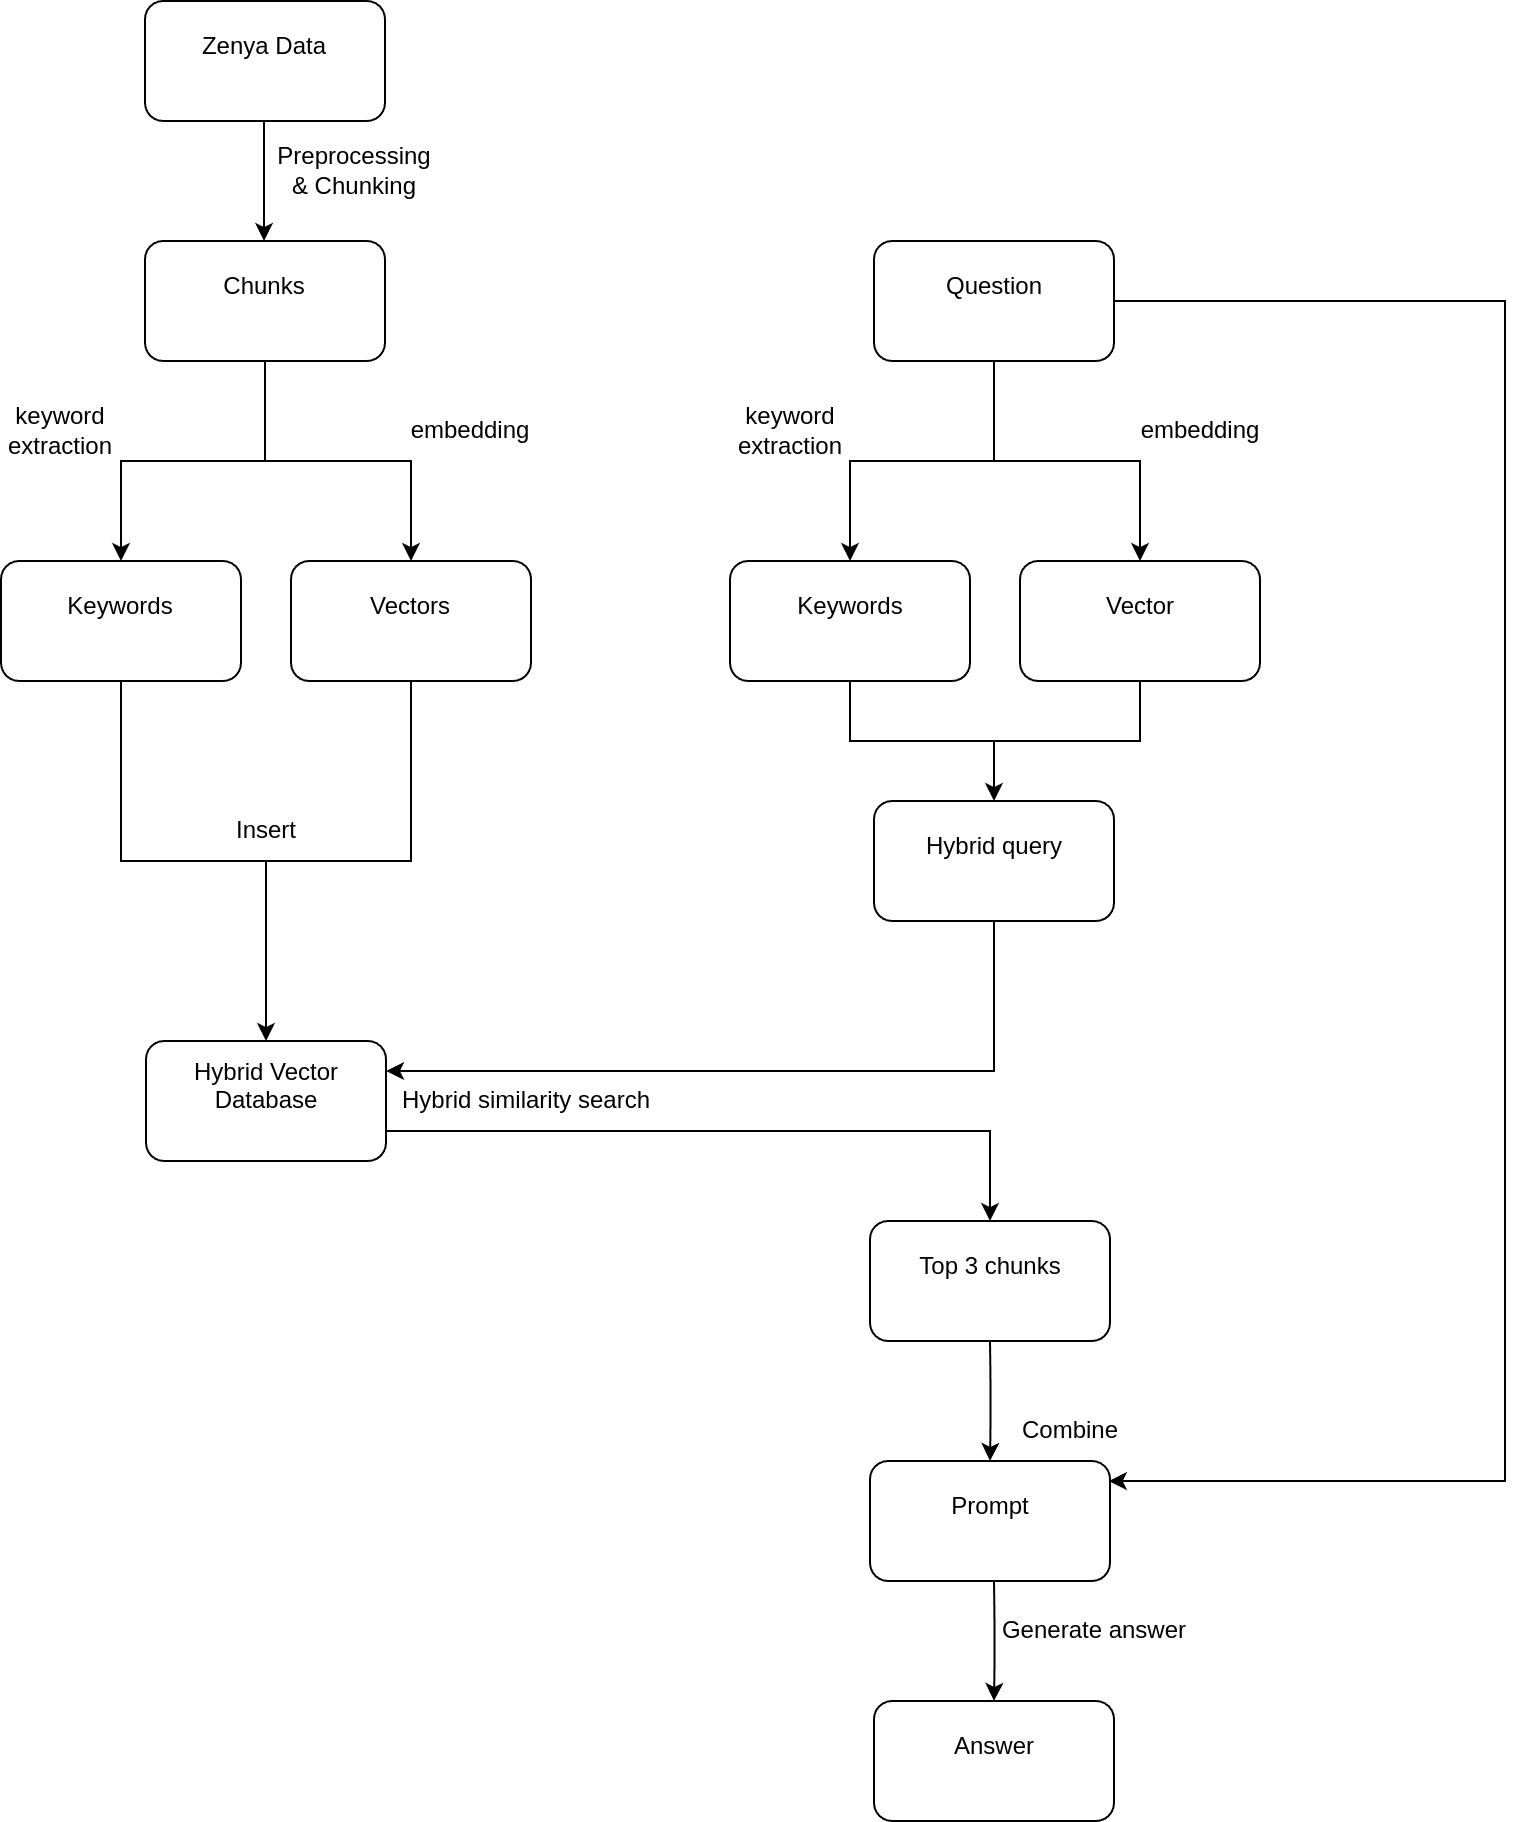 Zenya Data
Preprocessing
& Chunking
Chunks
Question
keyword
extraction
embedding
keyword
extraction
embedding
Keywords
Vectors
Keywords
Vector
Insert
Hybrid query
Hybrid Vector
Database
Hybrid similarity search
Top 3 chunks
Combine
Prompt
Generate answer
Answer